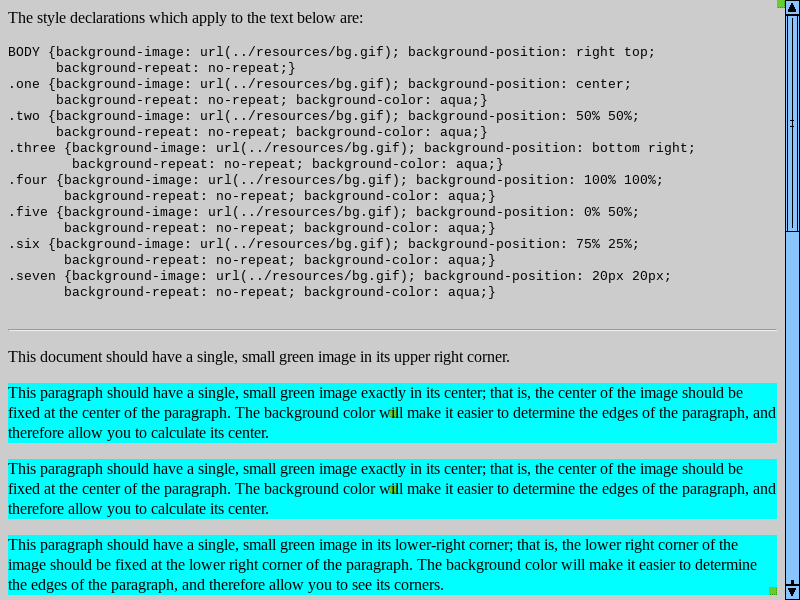 The style declarations which apply to the text below are:
BODY {background-image: url(../resources/bg.gif); background-position: right top;
background-repeat: no-repeat;}
.one {background-image: url(../resources/bg.gif); background-position: center;
background-repeat: no-repeat; background-color: aqua;}
.two {background-image: url(../resources/bg.gif); background-position: 50% 50%;
background-repeat: no-repeat; background-color: aqua;}
.three {background-image: url(../resources/bg.gif); background-position: bottom right;
background-repeat: no-repeat; background-color: aqua;}
.four {background-image: url(../resources/bg.gif); background-position: 100% 100%;
background-repeat: no-repeat; background-color: aqua;}
.five {background-image: url(../resources/bg.gif); background-position: 0% 50%;
background-repeat: no-repeat; background-color: aqua;}
.six {background-image: url(../resources/bg.gif); background-position: 75% 25%;
background-repeat: no-repeat; background-color: aqua;}
.seven {background-image: url(../resources/bg.gif); background-position: 20px 20px;
background-repeat: no-repeat; background-color: aqua;}
This document should have a single, small green image in its upper right corner.
This paragraph should have a single, small green image exactly in its center; that is, the center of the image should be
fixed at the center of the paragraph. The background color will make it easier to determine the edges of the paragraph, and
therefore allow you to calculate its center.
This paragraph should have a single, small green image exactly in its center; that is, the center of the image should be
fixed at the center of the paragraph. The background color will make it easier to determine the edges of the paragraph, and
therefore allow you to calculate its center.
This paragraph should have a single, small green image in its lower-right corner; that is, the lower right corner of the
image should be fixed at the lower right corner of the paragraph. The background color will make it easier to determine
the edges of the paragraph, and therefore allow you to see its corners.